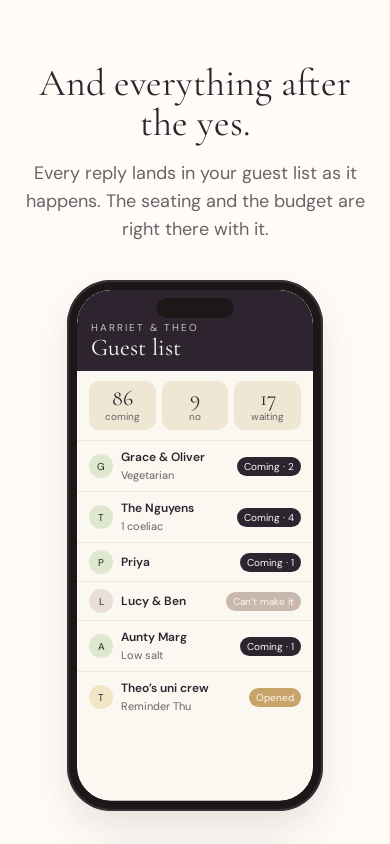 And everything after
the yes.
Every reply lands in your guest list as it
happens. The seating and the budget are
right there with it.
HARRIET & THEO
Guest list
86 9 17
coming no waiting
G Grace & Oliver Coming · 2
Vegetarian
T The Nguyens Coming · 4
1 coeliac
P Priya Coming · 1
L Lucy & Ben Can't make it
A Aunty Marg Coming · 1
Low salt
T Theo’s uni crew Opened
Reminder Thu